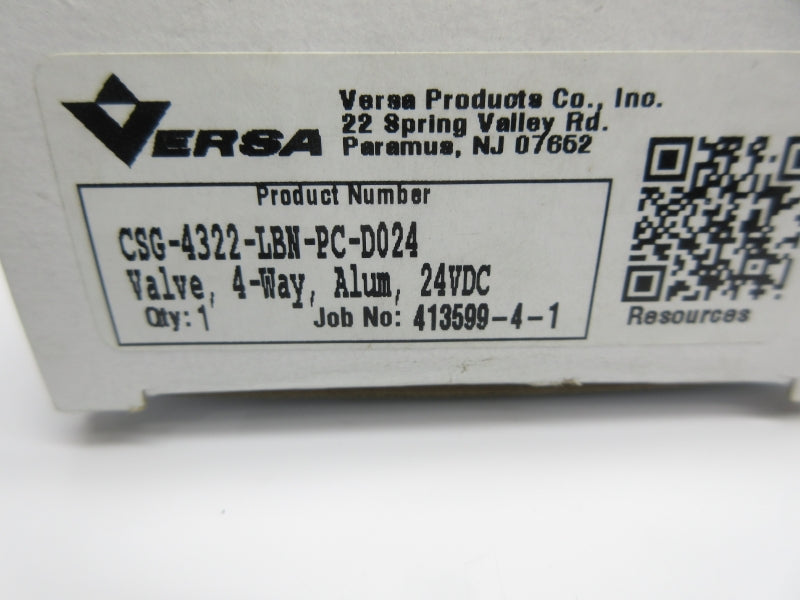 VERSA
Versa Products Co., Inc.
22 Spring Valley Rd.
Paramus, NJ 07652
Product Number
CSG-4322-LBN-PC-D024
Valve, 4-Way, Alum, 24VDC
Qty: 1 Job No: 413599-4-1
Resources